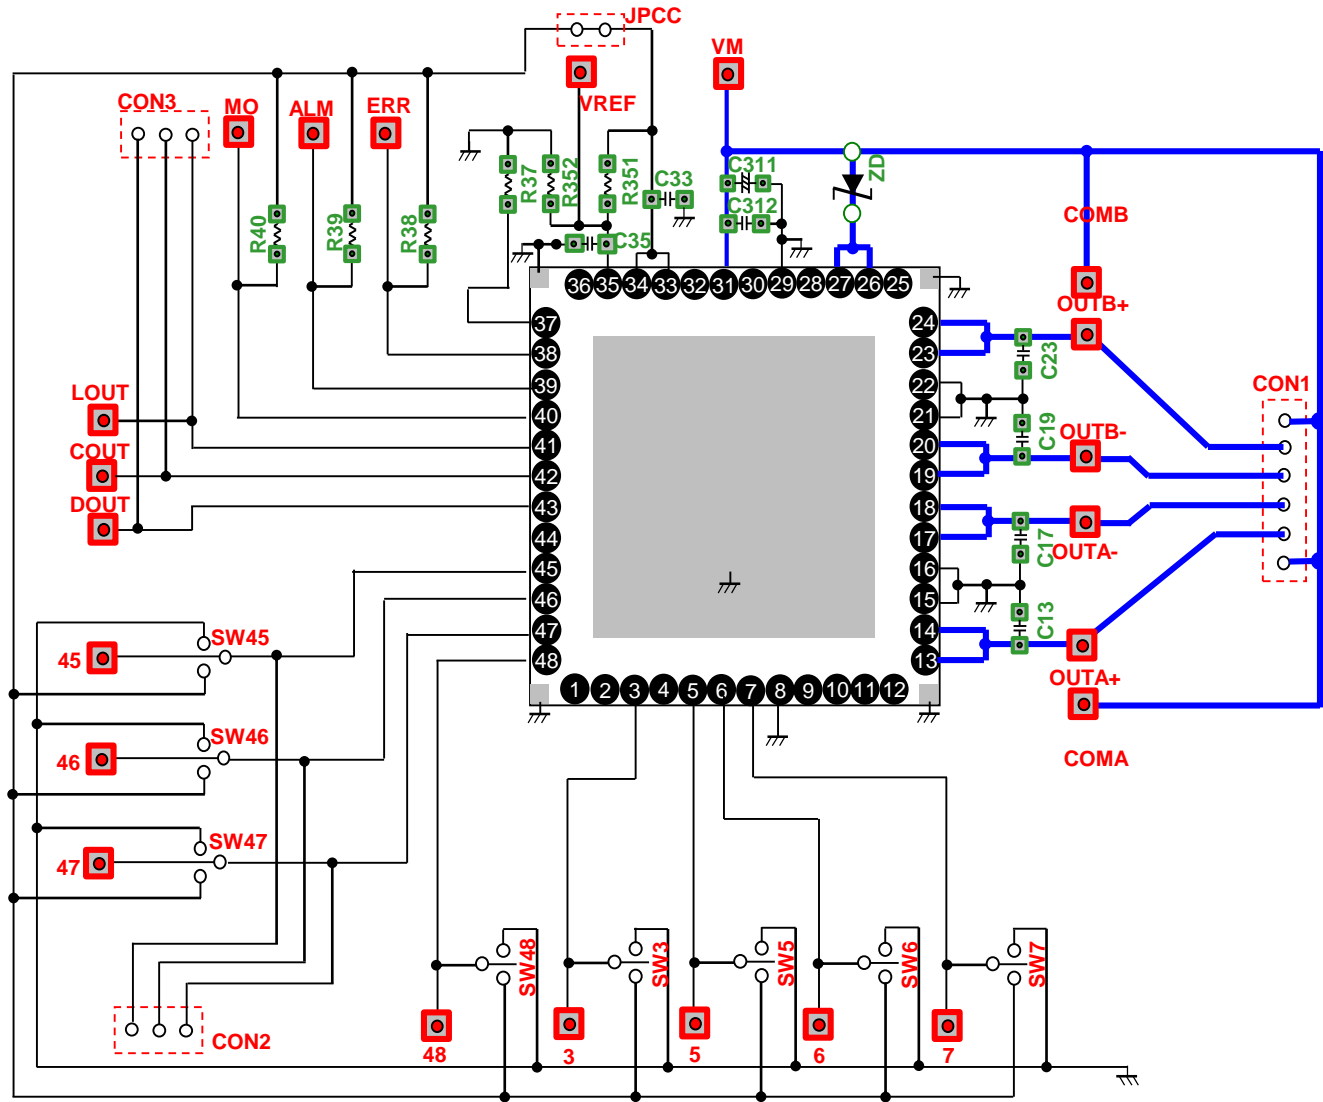 JPCC
VM
CON3
MO
ALM
ERR
VREF
R40
R39
R38
R37
R352
R351
C33
C35
C311
C312
ZD
COMB
OUTB+
36
35
34
33
32
31
30
29
28
27
26
25
37
38
39
40
41
42
43
44
45
46
47
48
24
23
22
21
20
19
18
17
16
15
14
13
1
2
3
4
5
6
7
8
9
10
11
12
C23
C19
C17
C13
CON1
OUTB-
OUTA-
OUTA+
COMA
LOUT
COUT
DOUT
SW45
45
SW46
46
SW47
47
CON2
SW48
SW3
SW5
SW6
SW7
48
3
5
6
7